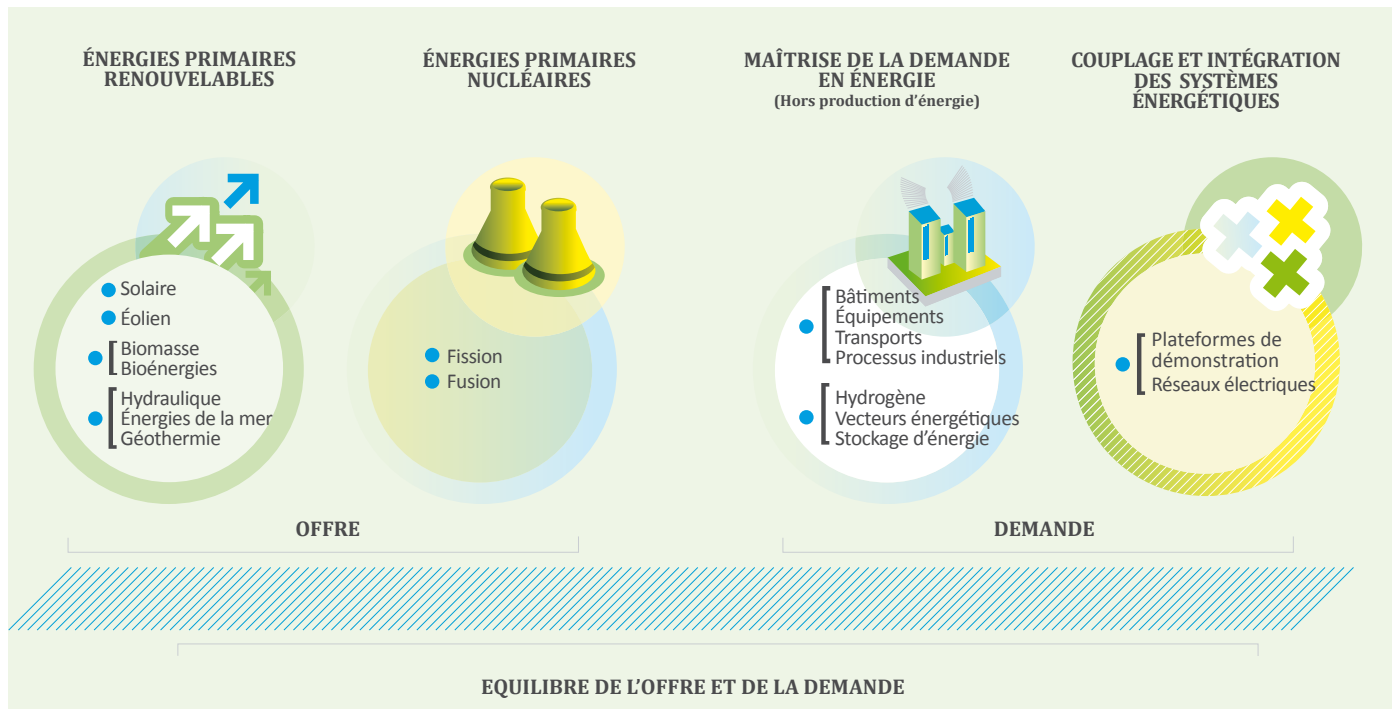 ÉNERGIES PRIMAIRES
RENOUVELABLES
Solaire
Éolien
Biomasse
Bioénergies
Hydraulique
Énergies de la mer
Géothermie
ÉNERGIES PRIMAIRES
NUCLÉAIRES
Fission
Fusion
OFFRE
MAÎTRISE DE LA DEMANDE
EN ÉNERGIE
(Hors production d'énergie)
Bâtiments
Équipements
Transports
Processus industriels
Hydrogène
Vecteurs énergétiques
Stockage d'énergie
COUPLAGE ET INTÉGRATION
DES SYSTÈMES
ÉNERGÉTIQUES
Plateformes de
démonstration
Réseaux électriques
DEMANDE
EQUILIBRE DE L'OFFRE ET DE LA DEMANDE